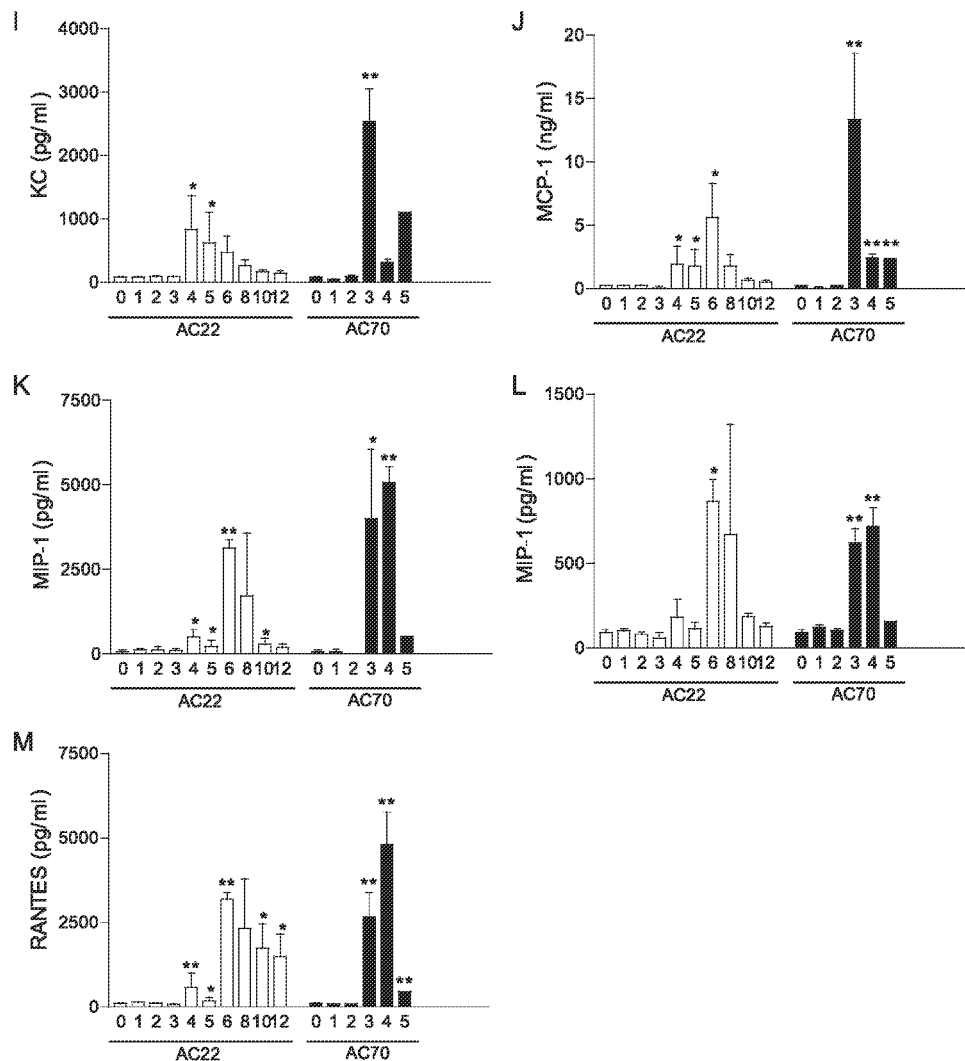 I
KC (pg/ml)
4000
3000
2000
1000
0
* * **
0 1 2 3 4 5 6 8 10 12 0 1 2 3 4 5
AC22 AC70
J
MCP-1 (ng/ml)
20
15
10
5
0
* * * ** ** **
0 1 2 3 4 5 6 8 10 12 0 1 2 3 4 5
AC22 AC70
K
MIP-1 (pg/ml)
7500
5000
2500
0
* * ** * * **
0 1 2 3 4 5 6 8 10 12 0 1 2 3 4 5
AC22 AC70
L
MIP-1 (pg/ml)
1500
1000
500
0
* ** **
0 1 2 3 4 5 6 8 10 12 0 1 2 3 4 5
AC22 AC70
M
RANTES (pg/ml)
7500
5000
2500
0
** * ** * * ** ** **
0 1 2 3 4 5 6 8 10 12 0 1 2 3 4 5
AC22 AC70